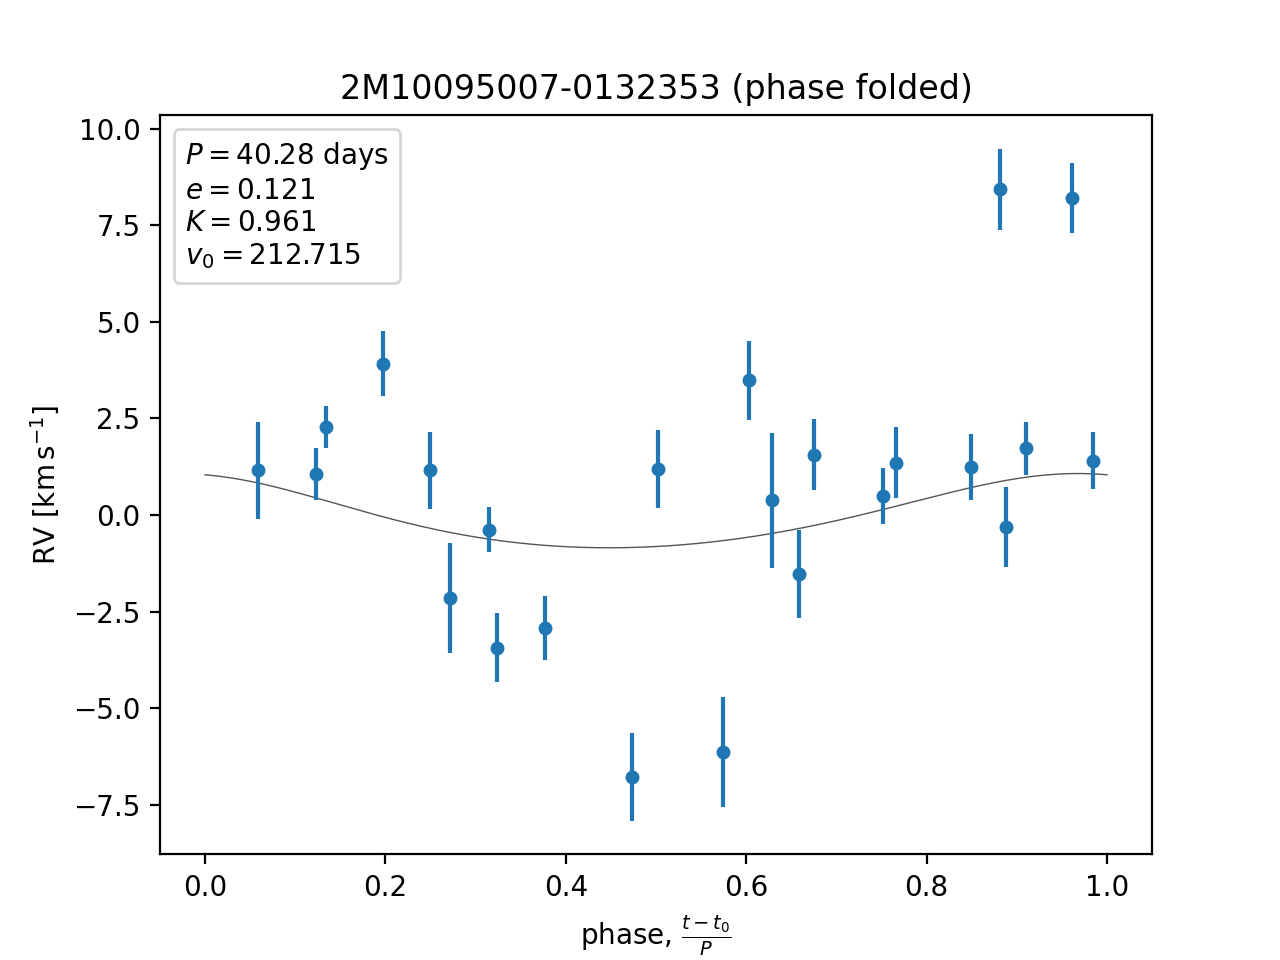 2M10095007-0132353 (phase folded)
P = 40.28 days
e = 0.121
K = 0.961
v₀ = 212.715
10.0
7.5
5.0
2.5
0.0
−2.5
−5.0
−7.5
RV [km s⁻¹]
0.0 0.2 0.4 0.6 0.8 1.0
phase, (t − t₀)/P